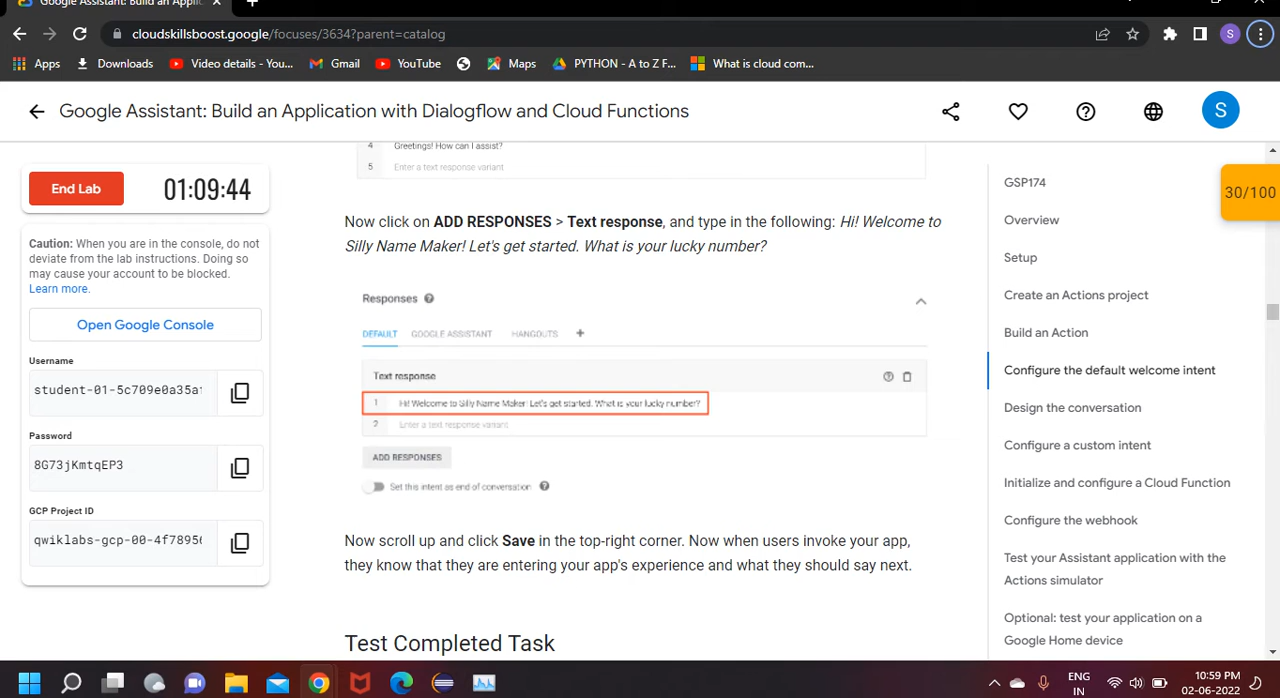 Google Assistant: Build an Applic
cloudskillsboost.google/focuses/3634?parent=catalog
S
Apps Downloads Video details - You... Gmail YouTube Maps PYTHON - A to Z F... What is cloud com...
Google Assistant: Build an Application with Dialogflow and Cloud Functions
S
End Lab 01:09:44
Caution: When you are in the console, do not
deviate from the lab instructions. Doing so
may cause your account to be blocked.
Learn more.
Open Google Console
Username
student-01-5c709e0a35a
Password
8G73jKmtqEP3
GCP Project ID
qwiklabs-gcp-00-4f7895
4 Greetings! How can I assist?
5 Enter a text response variant
Now click on ADD RESPONSES > Text response, and type in the following: Hi! Welcome to
Silly Name Maker! Let's get started. What is your lucky number?
Responses
DEFAULT GOOGLE ASSISTANT HANGOUTS +
Text response
1 Hi! Welcome to Silly Name Maker! Let's get started. What is your lucky number?
2 Enter a text response variant
ADD RESPONSES
Set this intent as end of conversation
Now scroll up and click Save in the top-right corner. Now when users invoke your app,
they know that they are entering your app's experience and what they should say next.
Test Completed Task
GSP174
Overview
Setup
Create an Actions project
Build an Action
Configure the default welcome intent
Design the conversation
Configure a custom intent
Initialize and configure a Cloud Function
Configure the webhook
Test your Assistant application with the
Actions simulator
Optional: test your application on a
Google Home device
30/100
ENG
IN
10:59 PM
02-06-2022